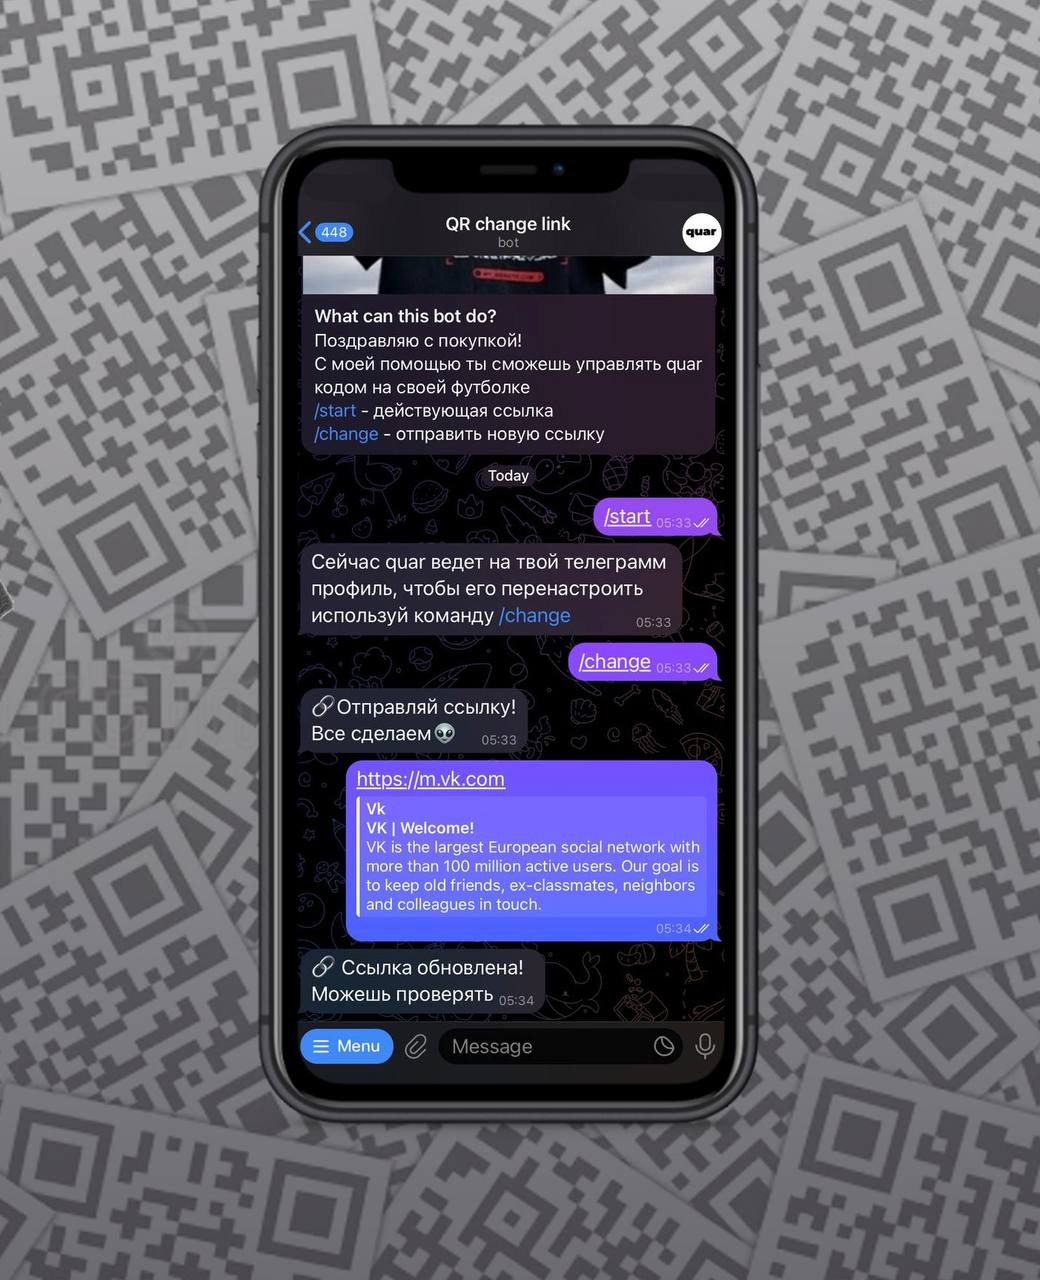 448
QR change link
bot
quar
What can this bot do?
Поздравляю с покупкой!
С моей помощью ты сможешь управлять quar
кодом на своей футболке
/start - действующая ссылка
/change - отправить новую ссылку
Today
/start 05:33
Сейчас quar ведет на твой телеграмм
профиль, чтобы его перенастроить
используй команду /change
05:33
/change 05:33
🔗Отправляй ссылку!
Все сделаем👽 05:33
https://m.vk.com
Vk
VK | Welcome!
VK is the largest European social network with
more than 100 million active users. Our goal is
to keep old friends, ex-classmates, neighbors
and colleagues in touch.
05:34
🔗 Ссылка обновлена!
Можешь проверять 05:34
Menu
Message